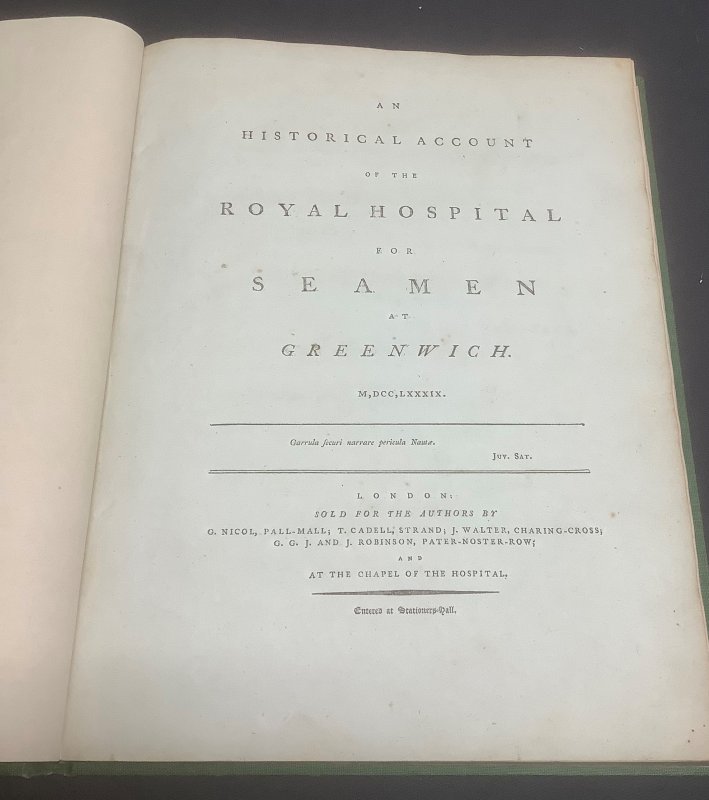 AN
HISTORICAL ACCOUNT
OF THE
ROYAL HOSPITAL
FOR
SEAMEN
AT
GREENWICH.
M,DCC,LXXXIX.
Garrula ſecuri narrare pericula Nautæ.
JUV. SAT.
LONDON:
SOLD FOR THE AUTHORS BY
G. NICOL, PALL-MALL; T. CADELL, STRAND; J. WALTER, CHARING-CROSS;
G. G. J. AND J. ROBINSON, PATER-NOSTER-ROW;
AND
AT THE CHAPEL OF THE HOSPITAL.
Entered at Stationers-Hall.